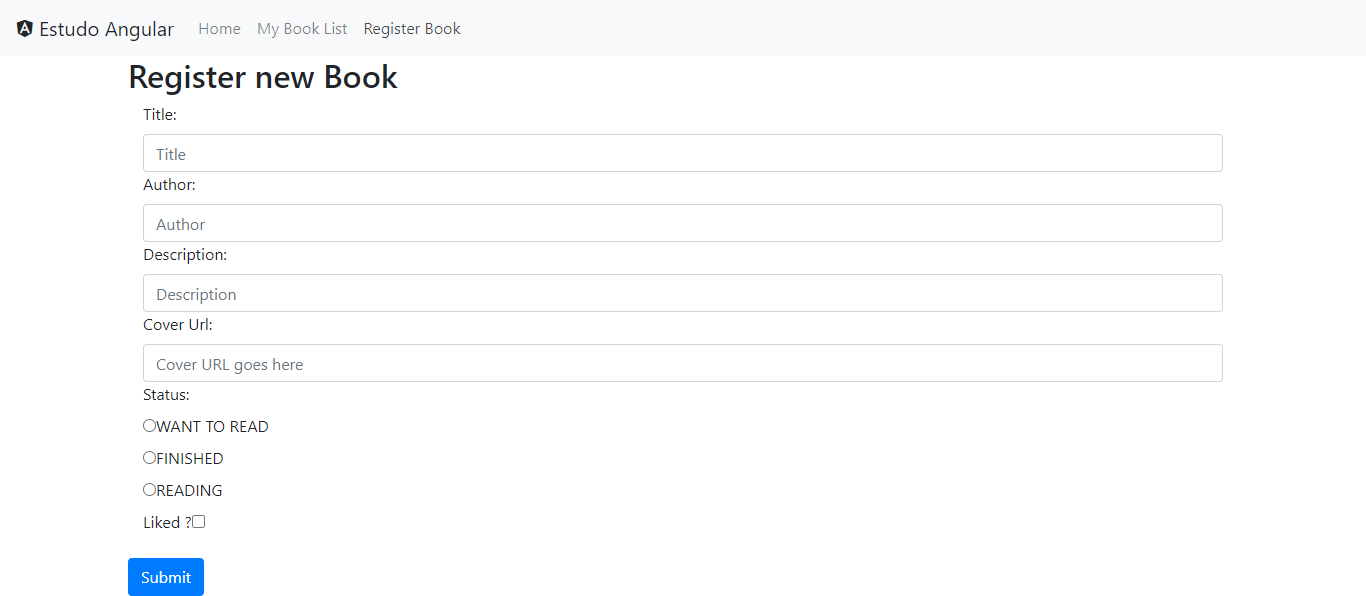 Estudo Angular Home My Book List Register Book
Register new Book
Title:
Title
Author:
Author
Description:
Description
Cover Url:
Cover URL goes here
Status:
WANT TO READ
FINISHED
READING
Liked ?
Submit